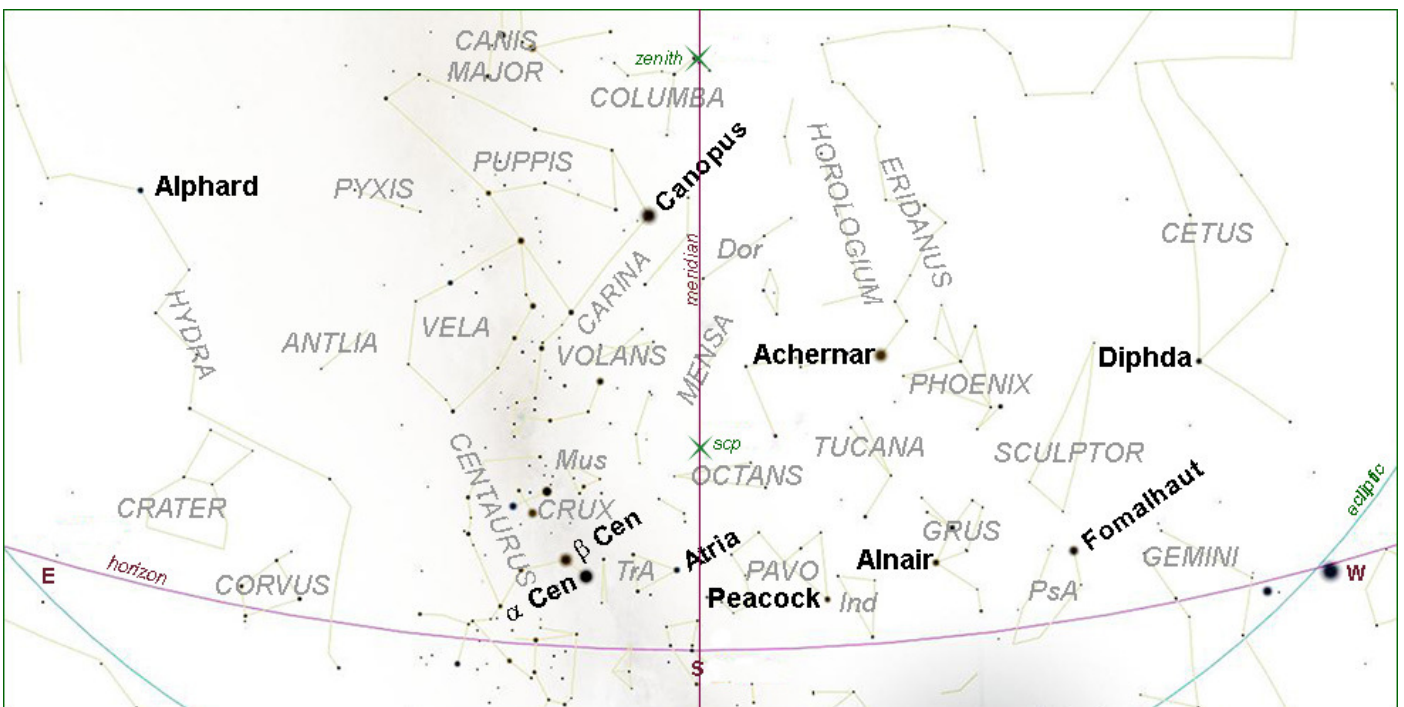 CANIS
MAJOR
zenith
COLUMBA
Canopus
PUPPIS
Alphard
PYXIS
HOROLOGIUM
ERIDANUS
CETUS
meridian
Dor
CARINA
HYDRA
ANTLIA
VELA
VOLANS
MENSA
Achernar
PHOENIX
Diphda
CENTAURUS
Mus
scp
OCTANS
TUCANA
SCULPTOR
ecliptic
CRATER
CRUX
β Cen
α Cen
TrA
Atria
PAVO
Peacock
Ind
Alnair
GRUS
Fomalhaut
PsA
GEMINI
W
E
horizon
CORVUS
S